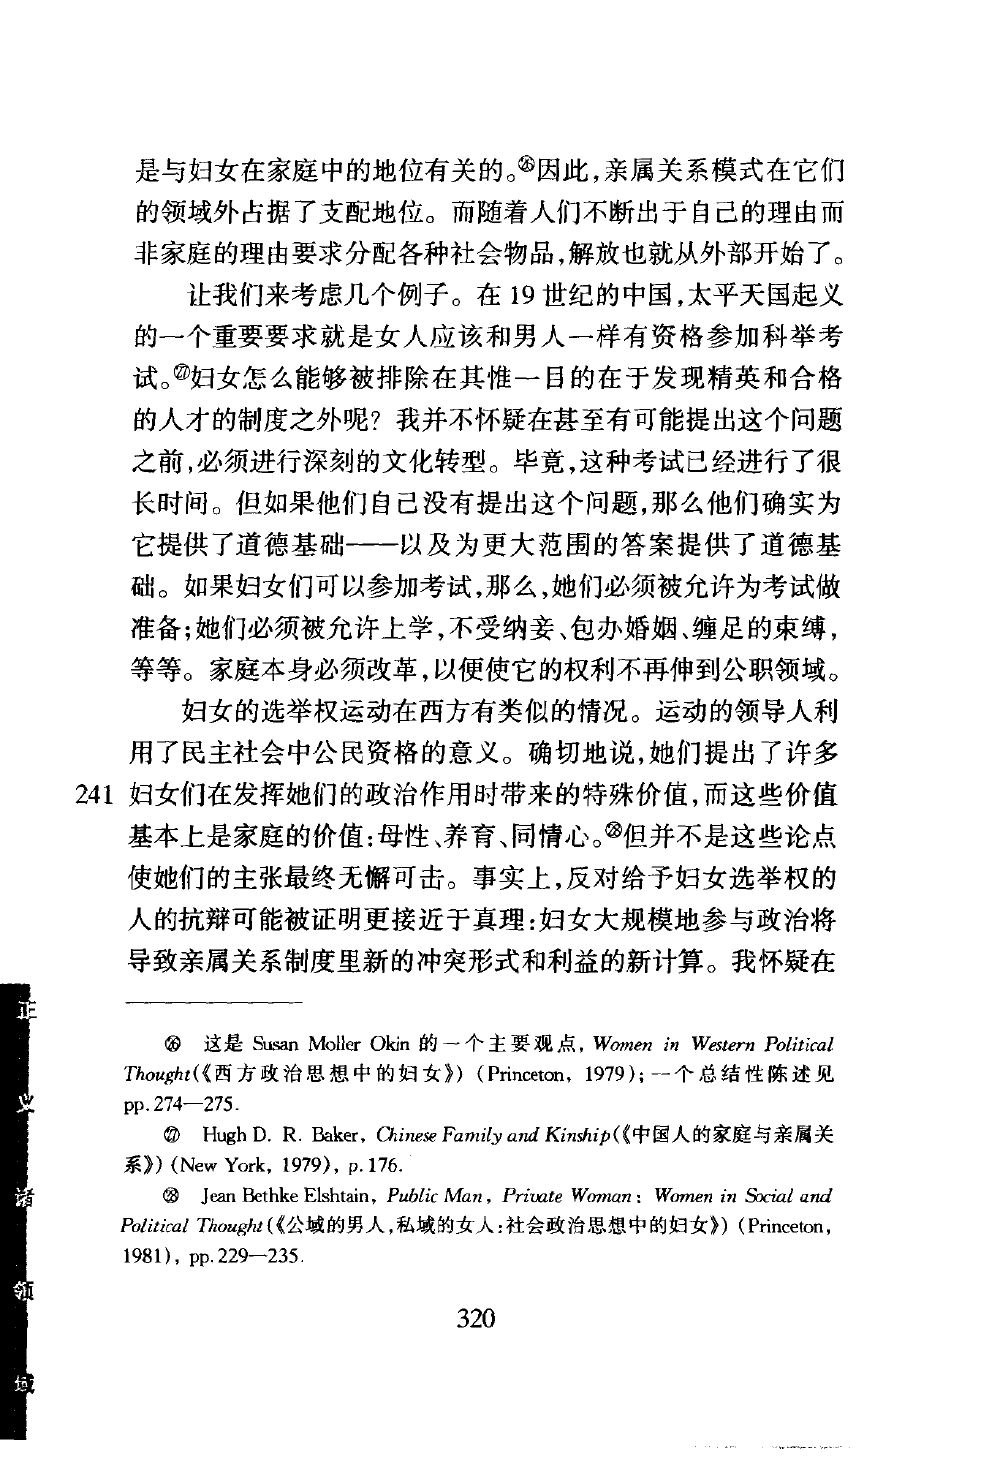 是与妇女在家庭中的地位有关的。㉖因此,亲属关系模式在它们
的领域外占据了支配地位。而随着人们不断出于自己的理由而
非家庭的理由要求分配各种社会物品,解放也就从外部开始了。
让我们来考虑几个例子。在19世纪的中国,太平天国起义
的一个重要要求就是女人应该和男人一样有资格参加科举考
试。㉗妇女怎么能够被排除在其惟一目的在于发现精英和合格
的人才的制度之外呢?我并不怀疑在甚至有可能提出这个问题
之前,必须进行深刻的文化转型。毕竟,这种考试已经进行了很
长时间。但如果他们自己没有提出这个问题,那么他们确实为
它提供了道德基础——以及为更大范围的答案提供了道德基
础。如果妇女们可以参加考试,那么,她们必须被允许为考试做
准备;她们必须被允许上学,不受纳妾、包办婚姻、缠足的束缚,
等等。家庭本身必须改革,以便使它的权利不再伸到公职领域。
妇女的选举权运动在西方有类似的情况。运动的领导人利
用了民主社会中公民资格的意义。确切地说,她们提出了许多
241 妇女们在发挥她们的政治作用时带来的特殊价值,而这些价值
基本上是家庭的价值:母性、养育、同情心。㉘但并不是这些论点
使她们的主张最终无懈可击。事实上,反对给予妇女选举权的
人的抗辩可能被证明更接近于真理:妇女大规模地参与政治将
导致亲属关系制度里新的冲突形式和利益的新计算。我怀疑在
㉖ 这是 Susan Moller Okin 的一个主要观点, Women in Western Political
Thought(《西方政治思想中的妇女》) (Princeton, 1979);一个总结性陈述见
pp.274—275.
㉗ Hugh D. R. Baker, Chinese Family and Kinship(《中国人的家庭与亲属关
系》) (New York, 1979), p.176.
㉘ Jean Bethke Elshtain, Public Man, Private Woman: Women in Social and
Political Thought(《公域的男人,私域的女人:社会政治思想中的妇女》) (Princeton,
1981), pp.229—235.
320
正
义
诸
领
域